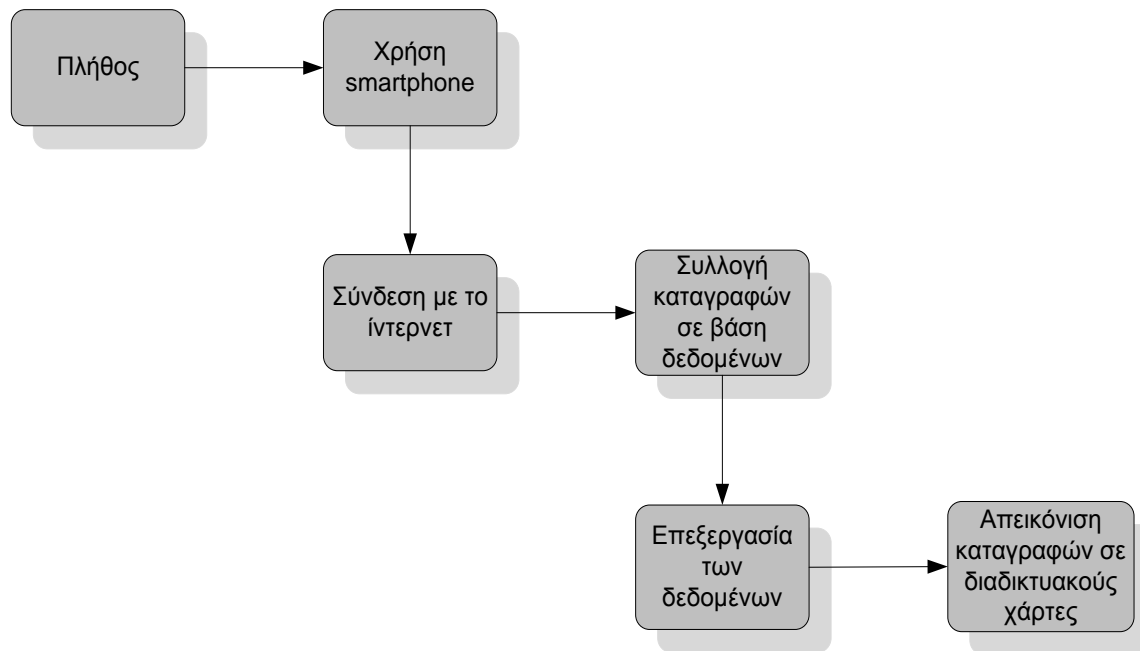 Πλήθος
Χρήση
smartphone
Σύνδεση με το
ίντερνετ
Συλλογή
καταγραφών
σε βάση
δεδομένων
Επεξεργασία
των
δεδομένων
Απεικόνιση
καταγραφών σε
διαδικτυακούς
χάρτες